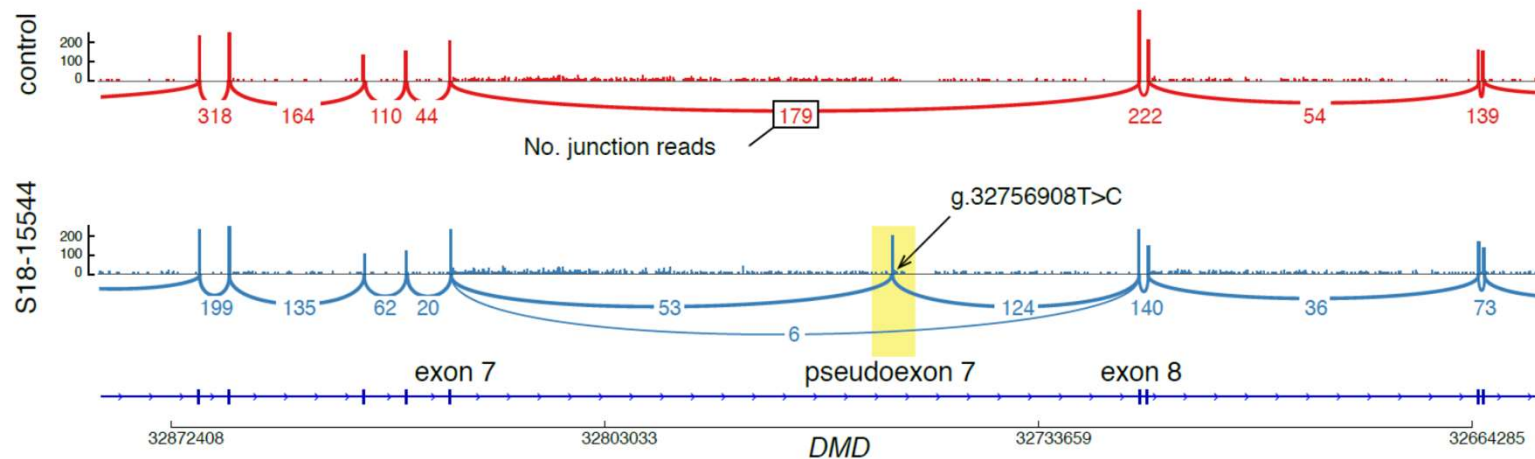 control
200
100
0
318 164 110 44 179 222 54 139
No. junction reads
S18-15544
g.32756908T>C
200
100
0
199 135 62 20 53 124 140 36 73
6
exon 7 pseudoexon 7 exon 8
32872408 32803033 32733659 32664285
DMD